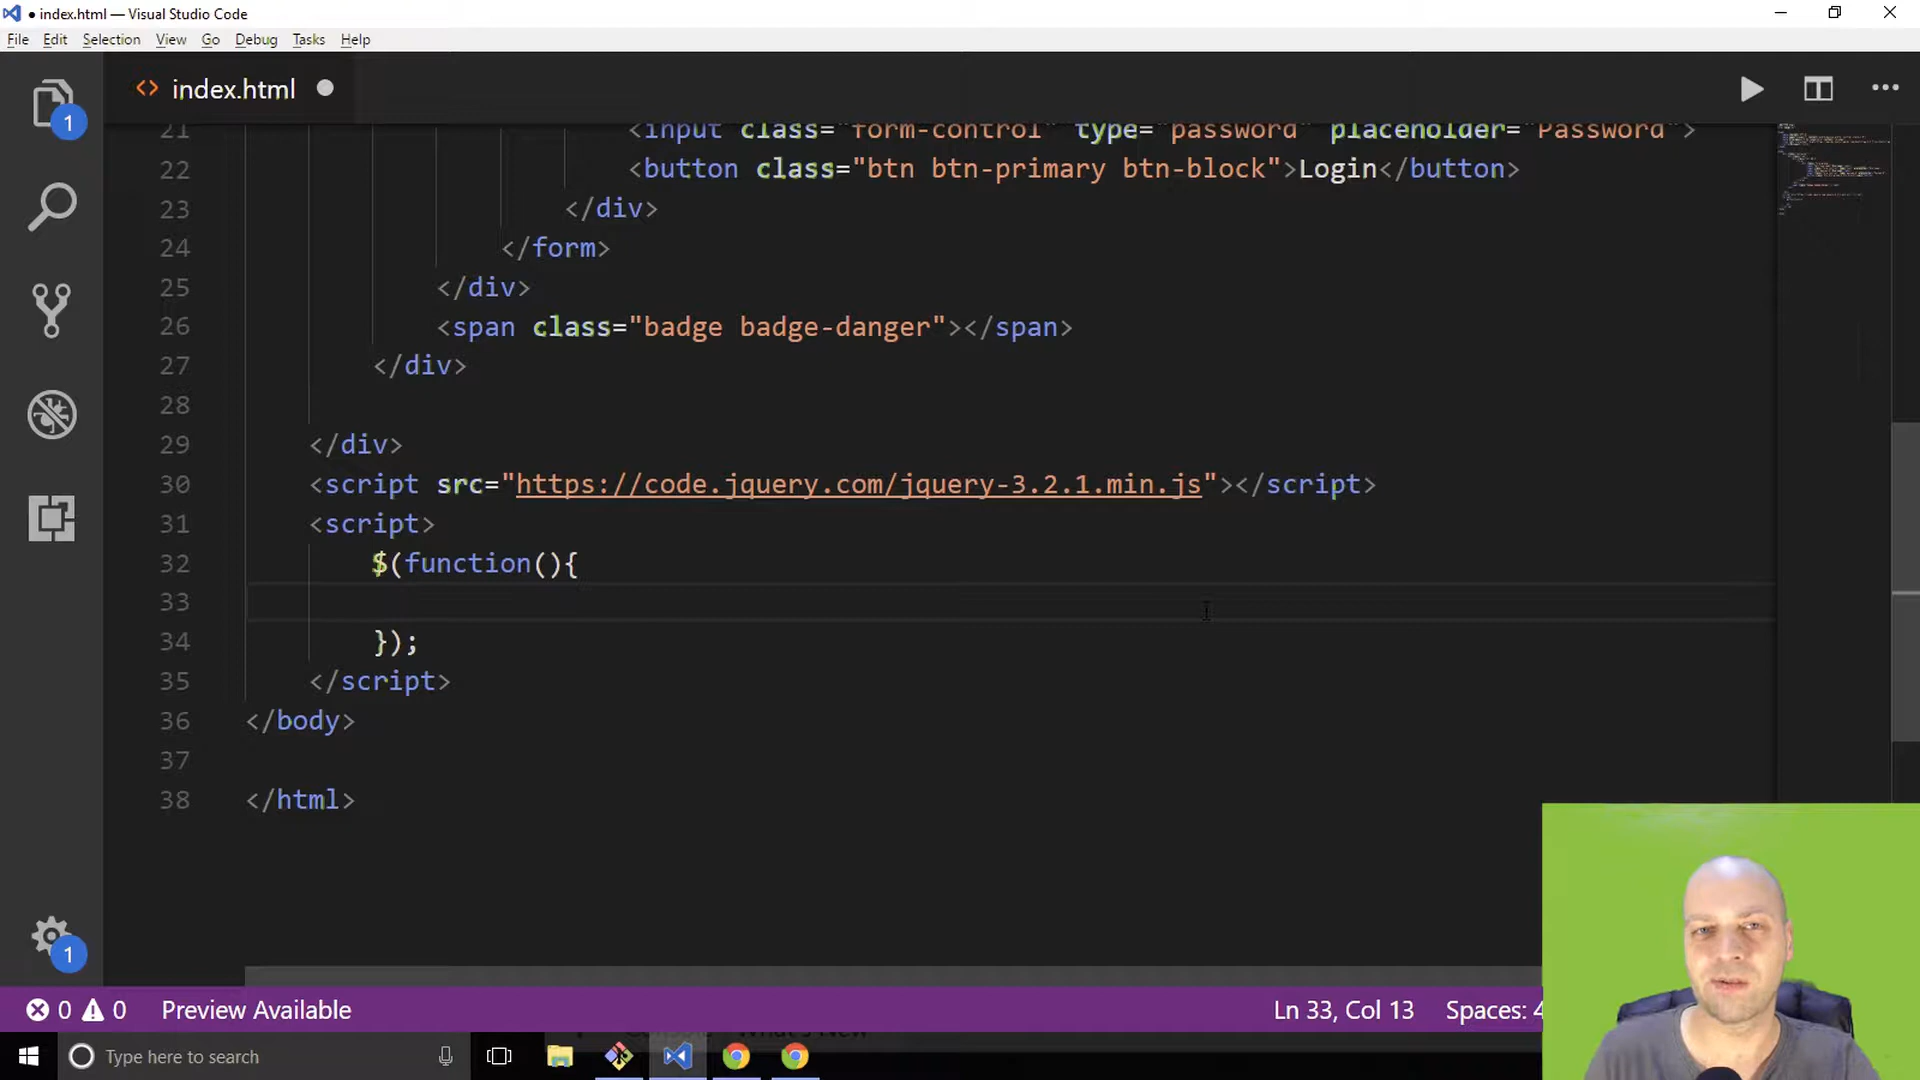 index.html — Visual Studio Code
File Edit Selection View Go Debug Tasks Help
index.html
1
21 <input class="form-control" type="password" placeholder="Password">
22 <button class="btn btn-primary btn-block">Login</button>
23 </div>
24 </form>
25 </div>
26 <span class="badge badge-danger"></span>
27 </div>
28
29 </div>
30 <script src="https://code.jquery.com/jquery-3.2.1.min.js"></script>
31 <script>
32 $(function(){
33
34 });
35 </script>
36 </body>
37
38 </html>
1
0 0 Preview Available Ln 33, Col 13 Spaces: 4
What's New
Type here to search